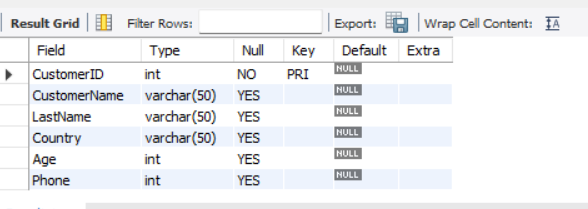 Result Grid Filter Rows: Export: Wrap Cell Content: IA
Field Type Null Key Default Extra
CustomerID int NO PRI NULL
CustomerName varchar(50) YES NULL
LastName varchar(50) YES NULL
Country varchar(50) YES NULL
Age int YES NULL
Phone int YES NULL